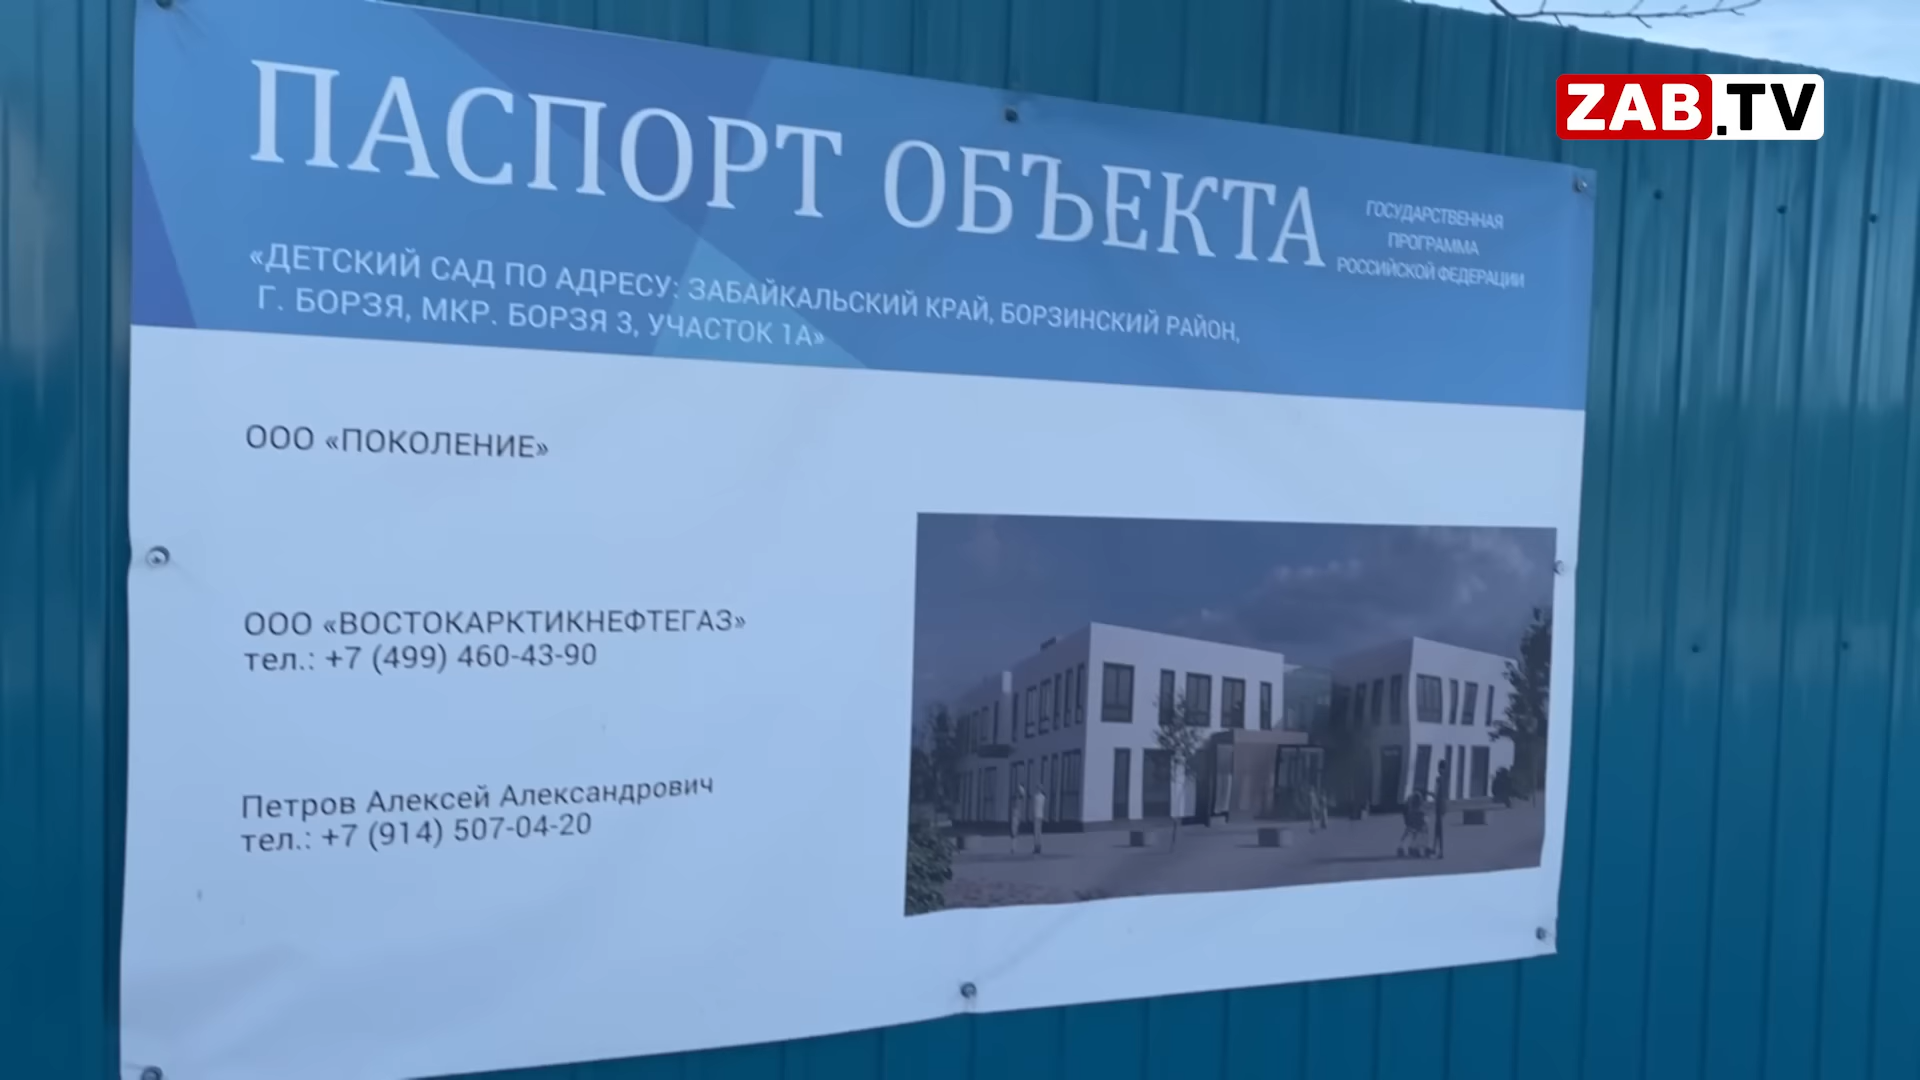 ZAB.TV
ПАСПОРТ ОБЪЕКТА
ГОСУДАРСТВЕННАЯ
ПРОГРАММА
РОССИЙСКОЙ ФЕДЕРАЦИИ
«ДЕТСКИЙ САД ПО АДРЕСУ: ЗАБАЙКАЛЬСКИЙ КРАЙ, БОРЗИНСКИЙ РАЙОН,
Г. БОРЗЯ, МКР. БОРЗЯ 3, УЧАСТОК 1А»
ООО «ПОКОЛЕНИЕ»
ООО «ВОСТОКАРКТИКНЕФТЕГАЗ»
тел.: +7 (499) 460-43-90
Петров Алексей Александрович
тел.: +7 (914) 507-04-20